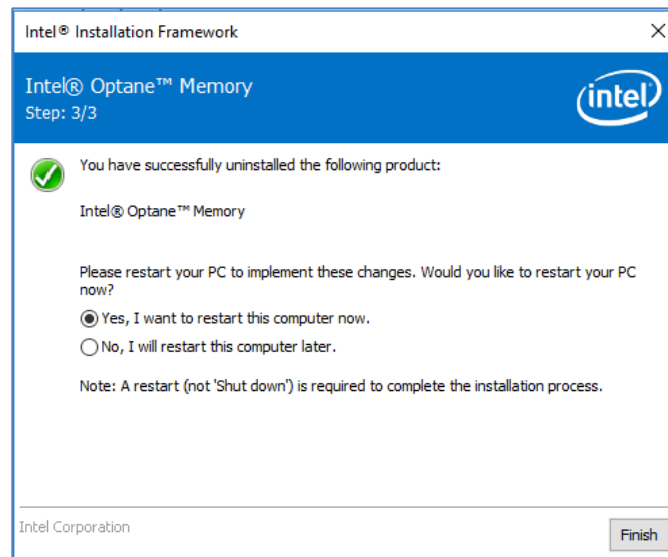 Intel® Installation Framework
Intel® Optane™ Memory
Step: 3/3
intel
You have successfully uninstalled the following product:
Intel® Optane™ Memory
Please restart your PC to implement these changes. Would you like to restart your PC
now?
Yes, I want to restart this computer now.
No, I will restart this computer later.
Note: A restart (not 'Shut down') is required to complete the installation process.
Intel Corporation
Finish